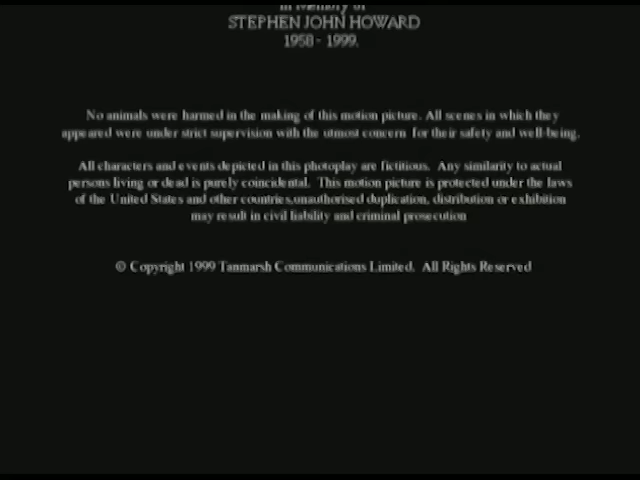 In Memory of
STEPHEN JOHN HOWARD
1958 - 1999.
No animals were harmed in the making of this motion picture. All scenes in which they
appeared were under strict supervision with the utmost concern for their safety and well-being.
All characters and events depicted in this photoplay are fictitious. Any similarity to actual
persons living or dead is purely coincidental. This motion picture is protected under the laws
of the United States and other countries,unauthorised duplication, distribution or exhibition
may result in civil liability and criminal prosecution
© Copyright 1999 Tanmarsh Communications Limited. All Rights Reserved